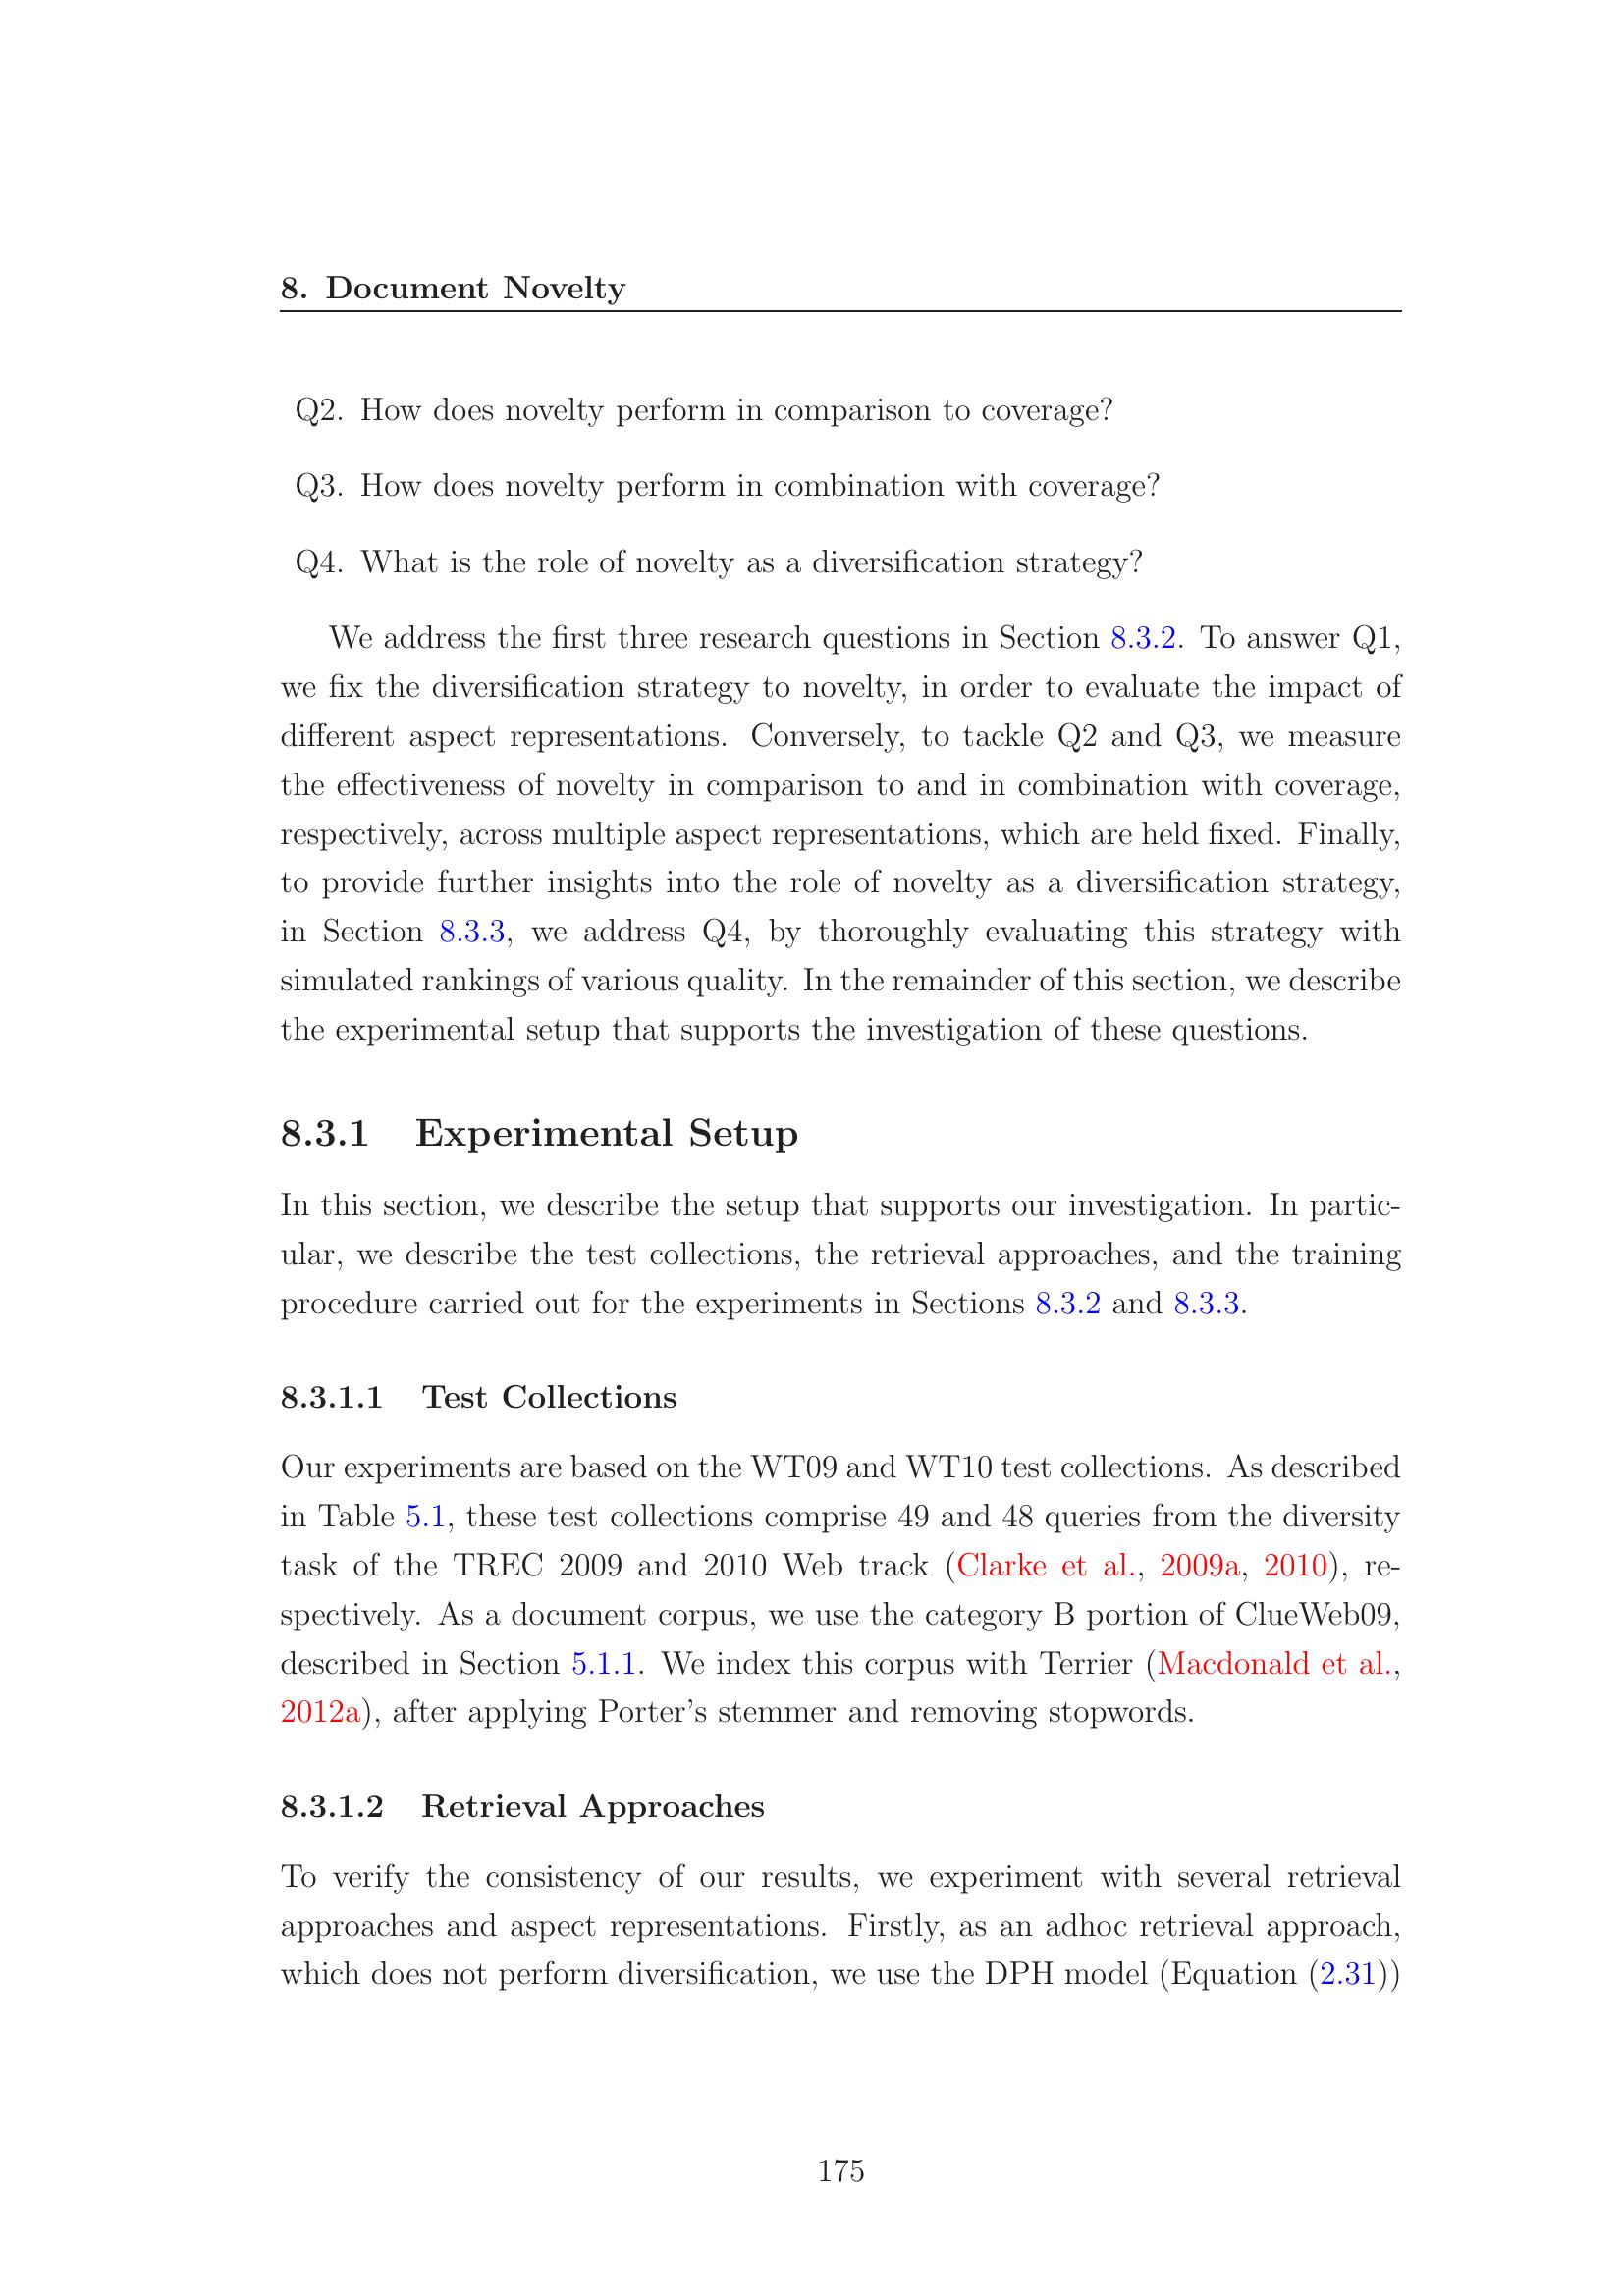 8. Document Novelty
Q2. How does novelty perform in comparison to coverage?
Q3. How does novelty perform in combination with coverage?
Q4. What is the role of novelty as a diversification strategy?
We address the first three research questions in Section 8.3.2. To answer Q1,
we fix the diversification strategy to novelty, in order to evaluate the impact of
different aspect representations. Conversely, to tackle Q2 and Q3, we measure
the effectiveness of novelty in comparison to and in combination with coverage,
respectively, across multiple aspect representations, which are held fixed. Finally,
to provide further insights into the role of novelty as a diversification strategy,
in Section 8.3.3, we address Q4, by thoroughly evaluating this strategy with
simulated rankings of various quality. In the remainder of this section, we describe
the experimental setup that supports the investigation of these questions.
8.3.1 Experimental Setup
In this section, we describe the setup that supports our investigation. In partic-
ular, we describe the test collections, the retrieval approaches, and the training
procedure carried out for the experiments in Sections 8.3.2 and 8.3.3.
8.3.1.1 Test Collections
Our experiments are based on the WT09 and WT10 test collections. As described
in Table 5.1, these test collections comprise 49 and 48 queries from the diversity
task of the TREC 2009 and 2010 Web track (Clarke et al., 2009a, 2010), re-
spectively. As a document corpus, we use the category B portion of ClueWeb09,
described in Section 5.1.1. We index this corpus with Terrier (Macdonald et al.,
2012a), after applying Porter's stemmer and removing stopwords.
8.3.1.2 Retrieval Approaches
To verify the consistency of our results, we experiment with several retrieval
approaches and aspect representations. Firstly, as an adhoc retrieval approach,
which does not perform diversification, we use the DPH model (Equation (2.31))
175